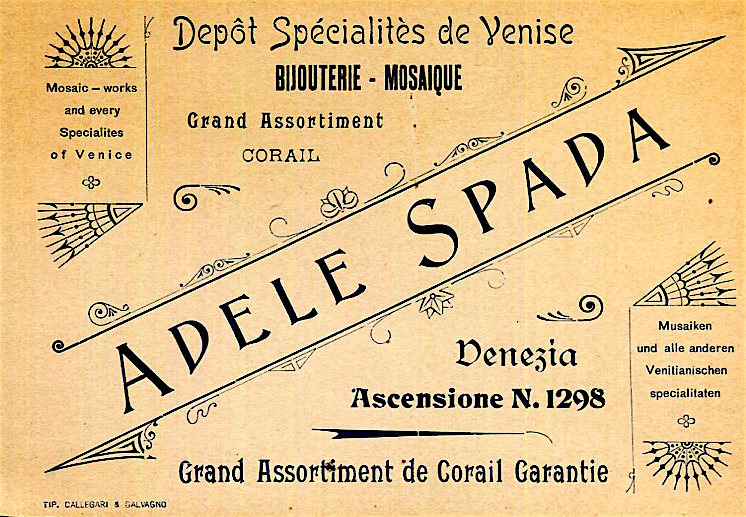 Depôt Spécialitès de Venise
BIJOUTERIE - MOSAIQUE
Grand Assortiment
CORAIL
Mosaic – works
and every
Specialites
of Venice
ADELE SPADA
Venezia
Ascensione N. 1298
Musaiken
und alle anderen
Venitianischen
specialitaten
Grand Assortiment de Corail Garantie
TIP. CALLEGARI & SALVAGNO